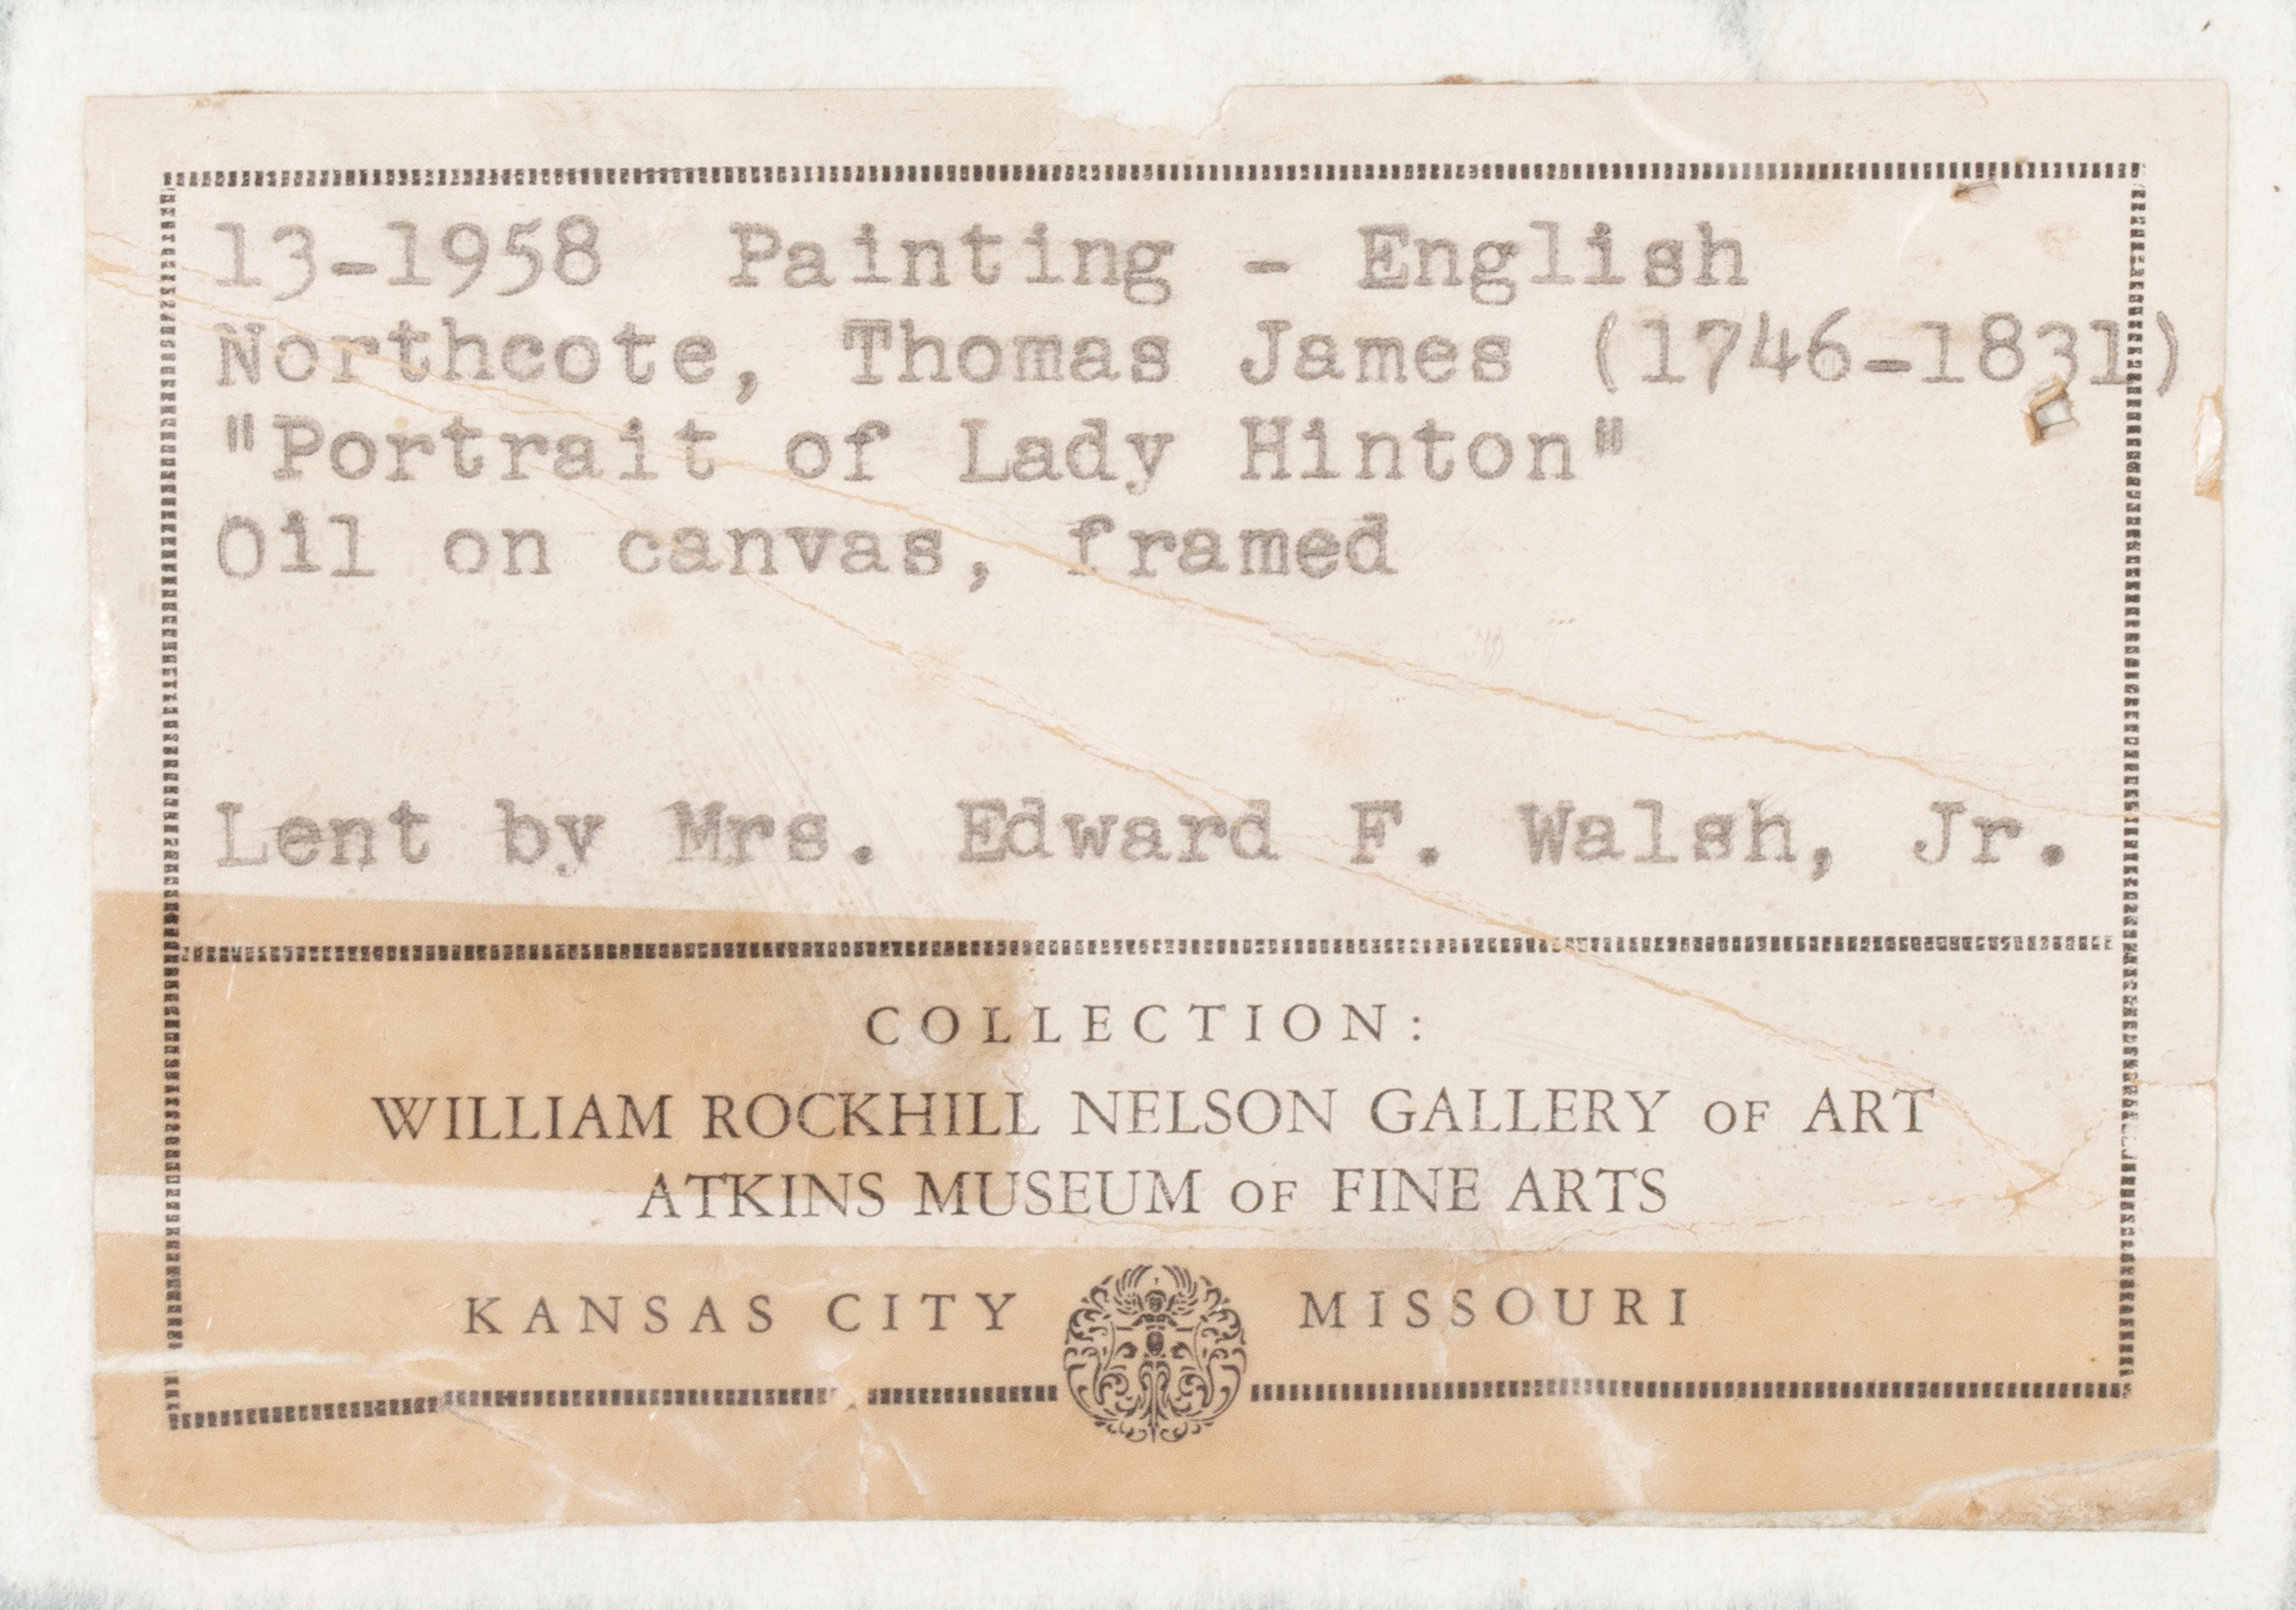 13-1958 Painting - English
Northcote, Thomas James (1746-1831)
"Portrait of Lady Hinton"
Oil on canvas, framed
Lent by Mrs. Edward F. Walsh, Jr.
COLLECTION:
WILLIAM ROCKHILL NELSON GALLERY OF ART
ATKINS MUSEUM OF FINE ARTS
KANSAS CITY MISSOURI